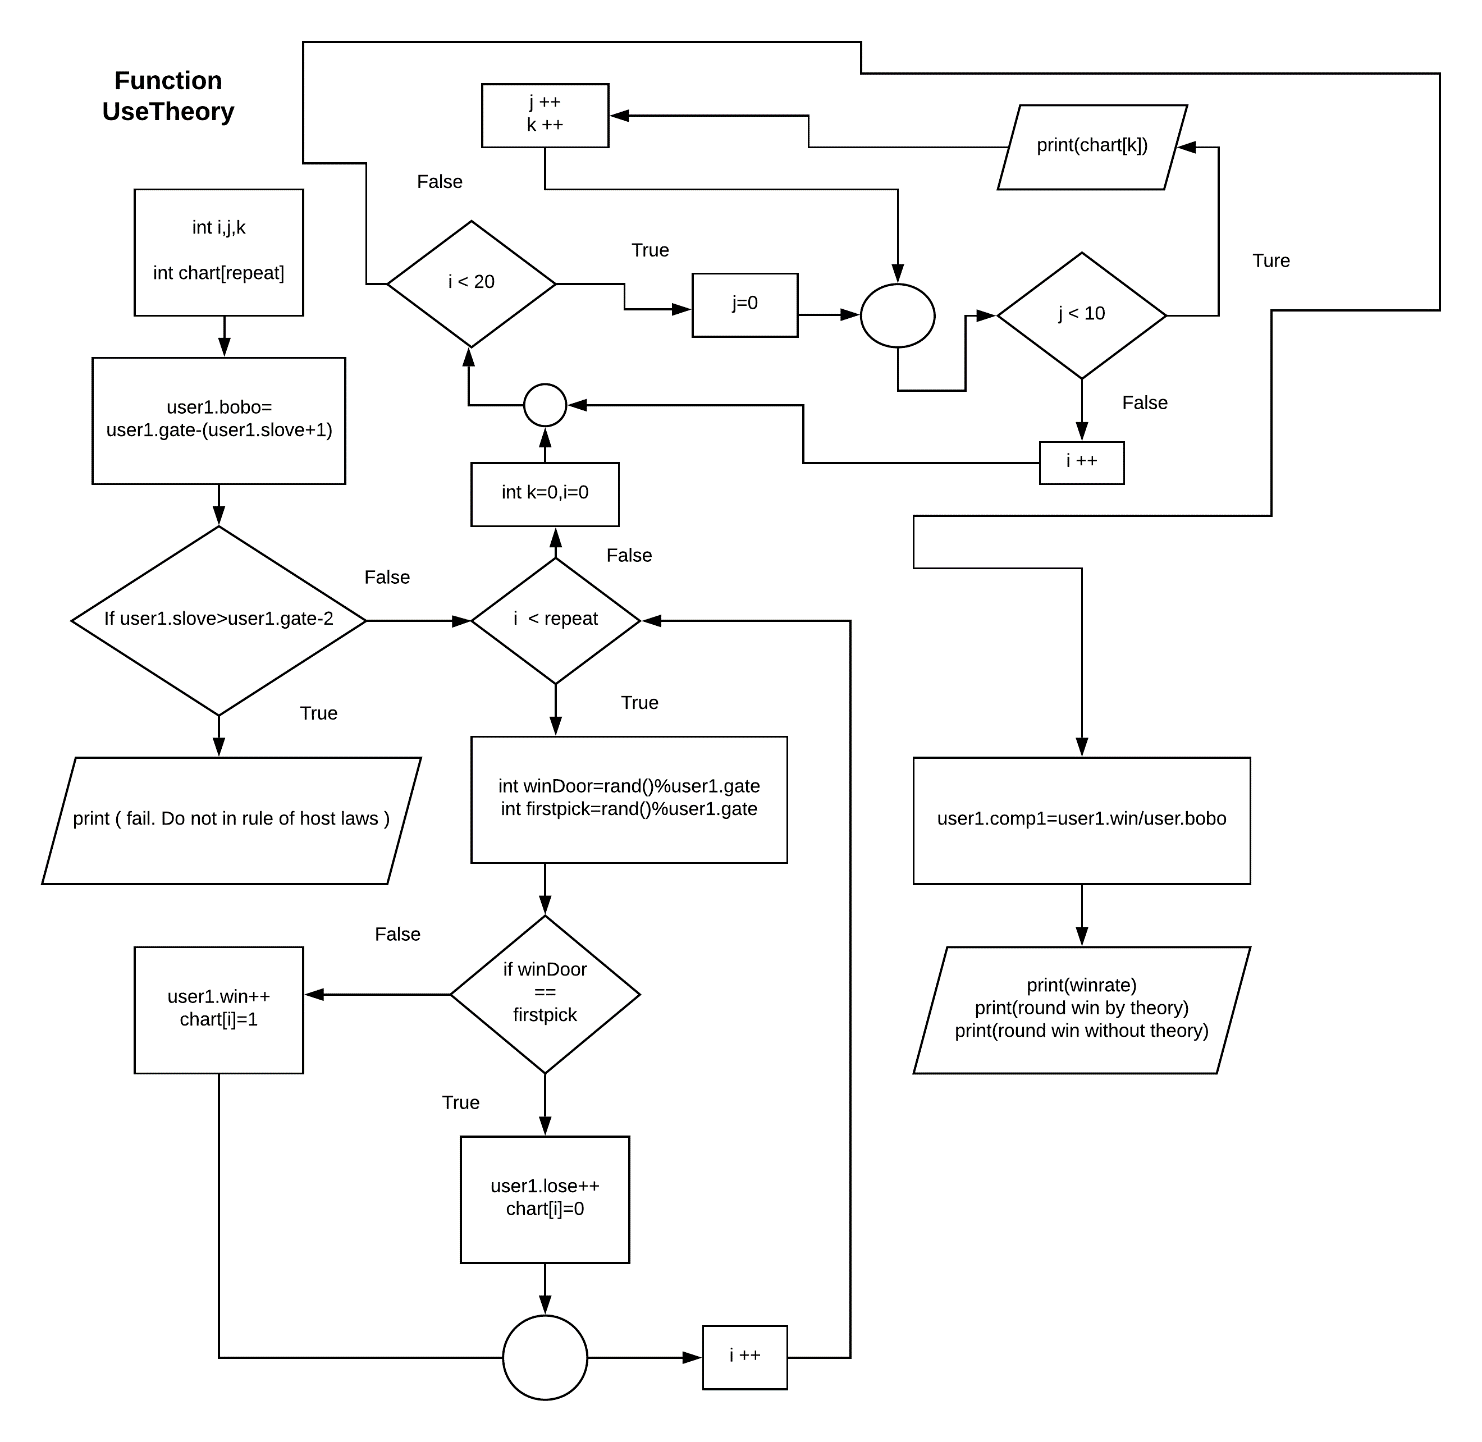 Function
UseTheory
j ++
k ++
print(chart[k])
False
int i,j,k
int chart[repeat]
True
Ture
i < 20
j=0
j < 10
user1.bobo=
user1.gate-(user1.slove+1)
False
i ++
int k=0,i=0
False
False
If user1.slove>user1.gate-2
i  < repeat
True
True
int winDoor=rand()%user1.gate
int firstpick=rand()%user1.gate
print ( fail. Do not in rule of host laws )
user1.comp1=user1.win/user.bobo
False
if winDoor
==
firstpick
user1.win++
chart[i]=1
print(winrate)
print(round win by theory)
print(round win without theory)
True
user1.lose++
chart[i]=0
i ++